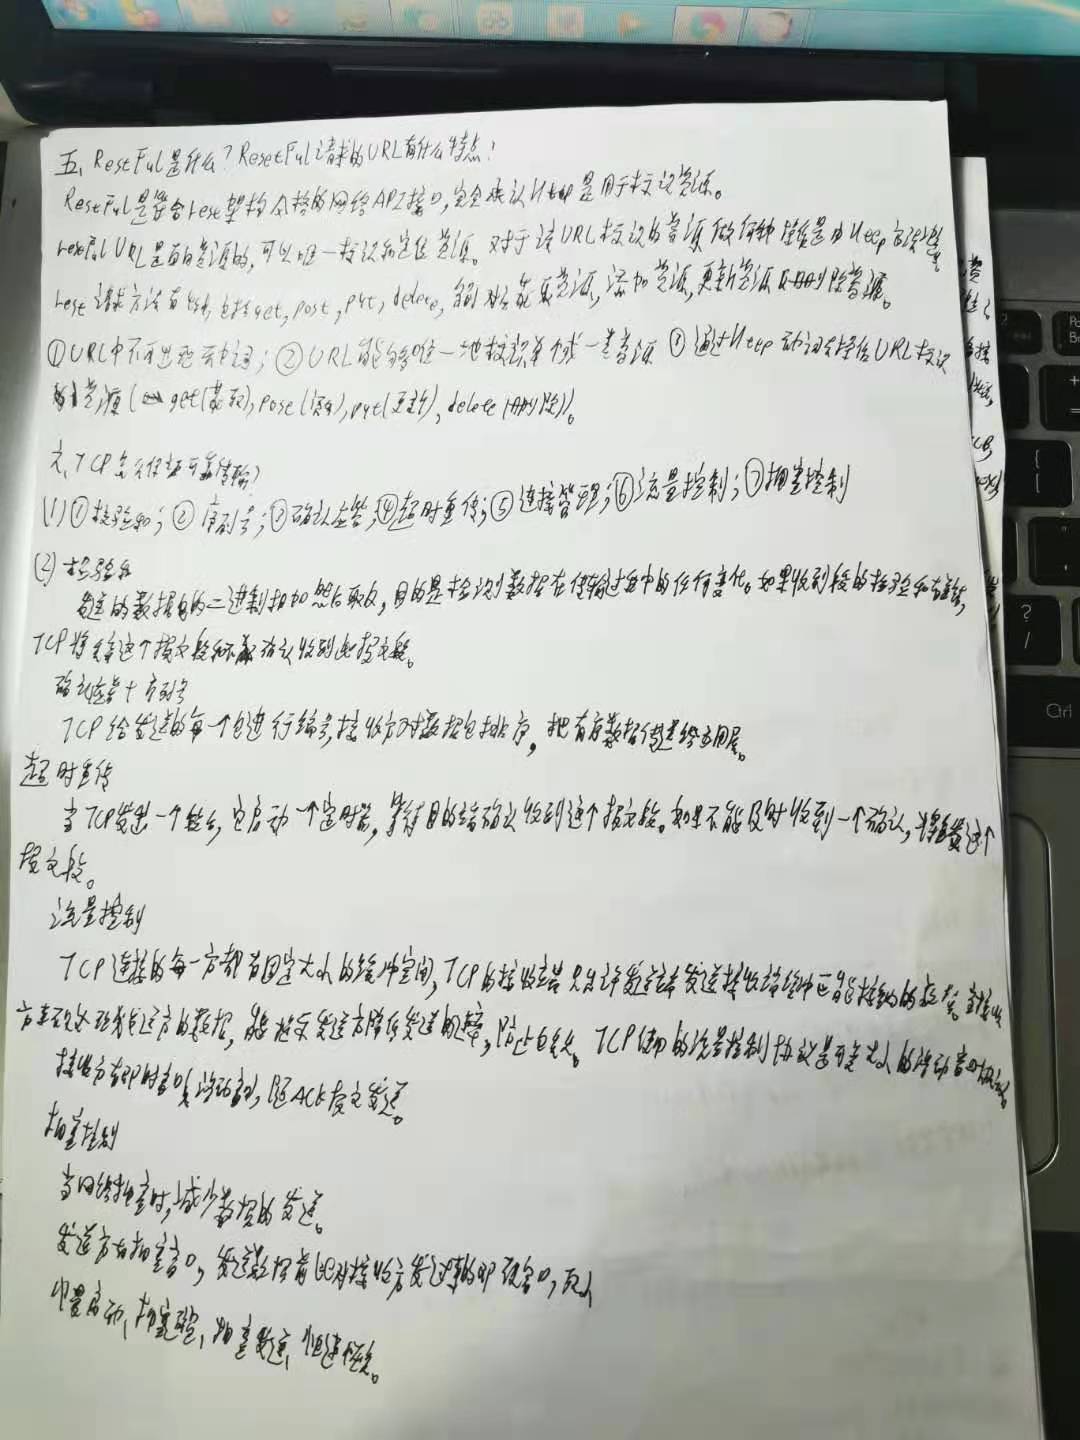 五、RestFul是什么？ResetFul请求的URL有什么特点！
RestFul是符合rest架构风格的网络API接口,完全承认Http是用于标识资源。
restFul URL是面向资源的,可以唯一标识和定位资源。对于该URL标识的资源做何种操作是由Http方法决定。
rest请求方法有4种,包括get, post, put, delete,分别对应获取资源,添加资源,更新资源及删除资源。
①URL中不可出现动词；②URL能够唯一地标识单个或一类资源 ③通过Http动词去操作URL标识
的资源(get(获取), post(添加), put(更新), delete(删除))。
六、TCP怎么保证可靠传输？
(1)①校验和；②序列号；③确认应答；④超时重传；⑤连接管理；⑥流量控制；⑦拥塞控制
(2)校验和
发送的数据包的二进制相加然后取反,目的是检测数据在传输过程中的任何变化。如果收到段的检验和有差错,
TCP将丢弃这个报文段和不确认收到此报文段。
确认应答+序列号
TCP给发送的每一个包进行编号,接收方对数据包排序,把有序数据传送给应用层。
超时重传
当TCP发出一个段后,它启动一个定时器,等待目的端确认收到这个报文段。如果不能及时收到一个确认,将重发这个
报文段。
流量控制
TCP连接的每一方都有固定大小的缓冲空间,TCP的接收端只允许发送端发送接收端缓冲区能接纳的数据。当接收
方来不及处理发送方的数据,能提示发送方降低发送的速率,防止包丢失。TCP使用的流量控制协议是可变大小的滑动窗口协议。
接收方有即时窗口(滑动窗口),随ACK报文发送。
拥塞控制
当网络拥塞时,减少数据的发送。
发送方有拥塞窗口,发送数据前比对接收方发过来的即时窗口,取小
慢启动、拥塞避免、拥塞发送、快速恢复。